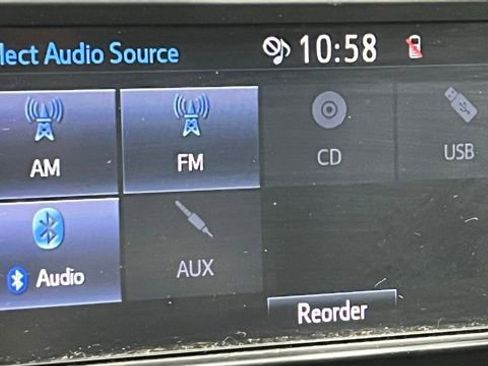 lect Audio Source 10:58
AM FM CD USB
Audio AUX
Reorder